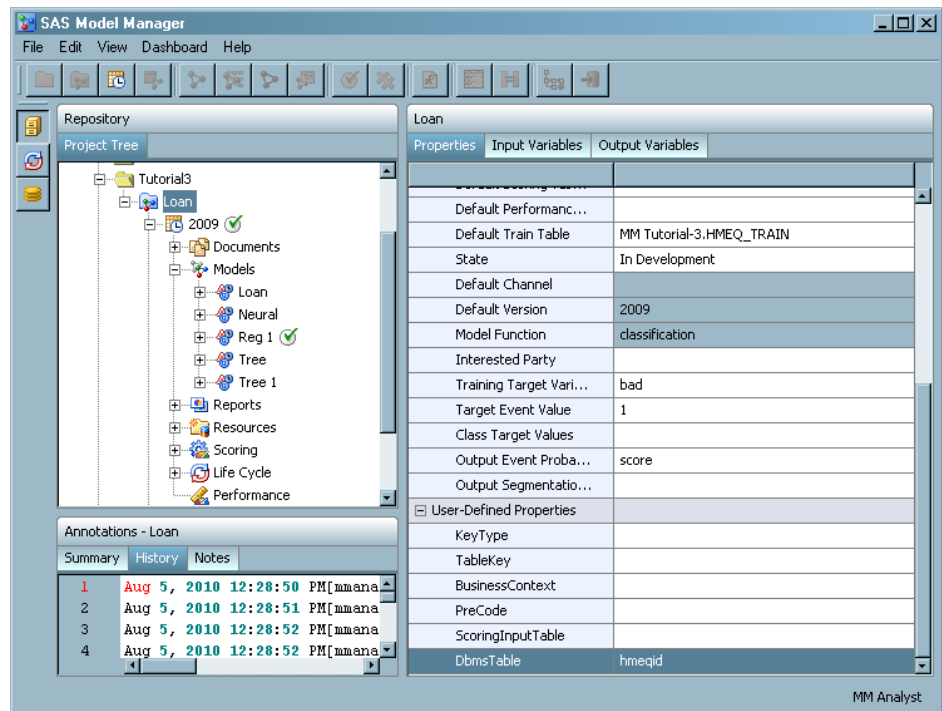 SAS Model Manager
File Edit View Dashboard Help
Repository
Project Tree
Tutorial3
Loan
2009
Documents
Models
Loan
Neural
Reg 1
Tree
Tree 1
Reports
Resources
Scoring
Life Cycle
Performance
Annotations - Loan
Summary History Notes
1 Aug 5, 2010 12:28:50 PM[mmana
2 Aug 5, 2010 12:28:51 PM[mmana
3 Aug 5, 2010 12:28:52 PM[mmana
4 Aug 5, 2010 12:28:52 PM[mmana
Loan
Properties Input Variables Output Variables
Default Performanc...
Default Train Table MM Tutorial-3.HMEQ_TRAIN
State In Development
Default Channel
Default Version 2009
Model Function classification
Interested Party
Training Target Vari... bad
Target Event Value 1
Class Target Values
Output Event Proba... score
Output Segmentatio...
User-Defined Properties
KeyType
TableKey
BusinessContext
PreCode
ScoringInputTable
DbmsTable hmeqid
MM Analyst